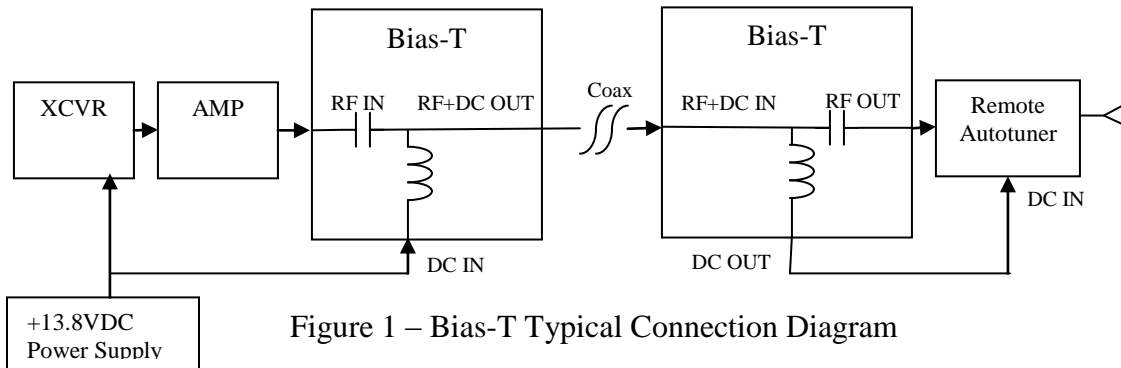 Bias-T
Bias-T
XCVR
AMP
RF IN
RF+DC OUT
Coax
RF+DC IN
RF OUT
Remote
Autotuner
DC IN
DC IN
DC OUT
+13.8VDC
Power Supply
Figure 1 – Bias-T Typical Connection Diagram